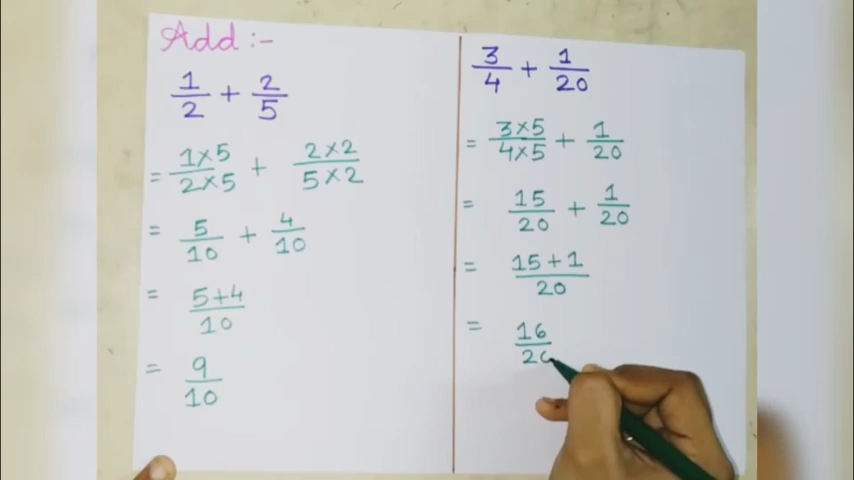 Add :-
1/2 + 2/5
= 1×5/2×5 + 2×2/5×2
= 5/10 + 4/10
= 5+4/10
= 9/10
3/4 + 1/20
= 3×5/4×5 + 1/20
= 15/20 + 1/20
= 15+1/20
= 16/20